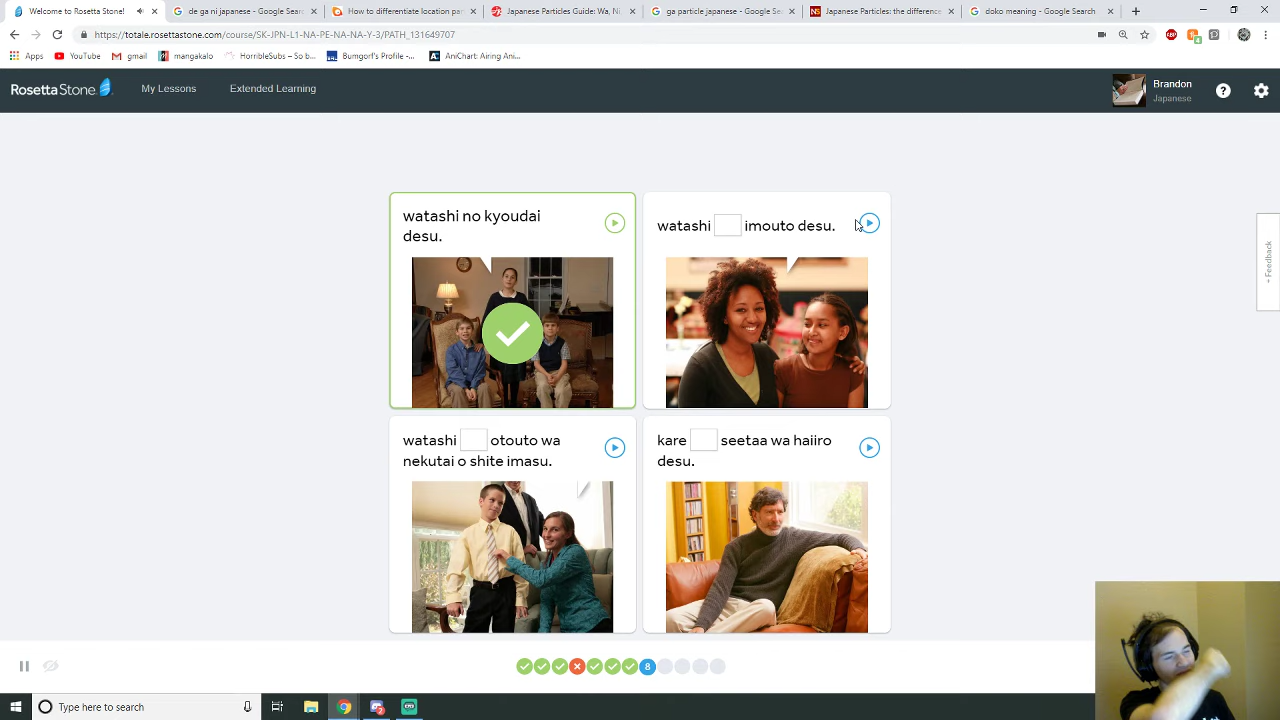 Welcome to Rosetta Stone!
de ga ni japanese - Google Sear
How to differentiate location par
Japanese Particles Guide: Wa, Ni,
ga particle japanese - Google Se
Japanese Particles: the differenc
doko meaning - Google Search
https://totale.rosettastone.com/course/SK-JPN-L1-NA-PE-NA-NA-Y-3/PATH_131649707
Apps
YouTube
gmail
mangakalo
HorribleSubs – So b...
Bumgorf's Profile -...
AniChart: Airing Ani...
RosettaStone
My Lessons
Extended Learning
Brandon
Japanese
watashi no kyoudai
desu.
watashi imouto desu.
watashi otouto wa
nekutai o shite imasu.
kare seetaa wa haiiro
desu.
+ Feedback
8
Type here to search